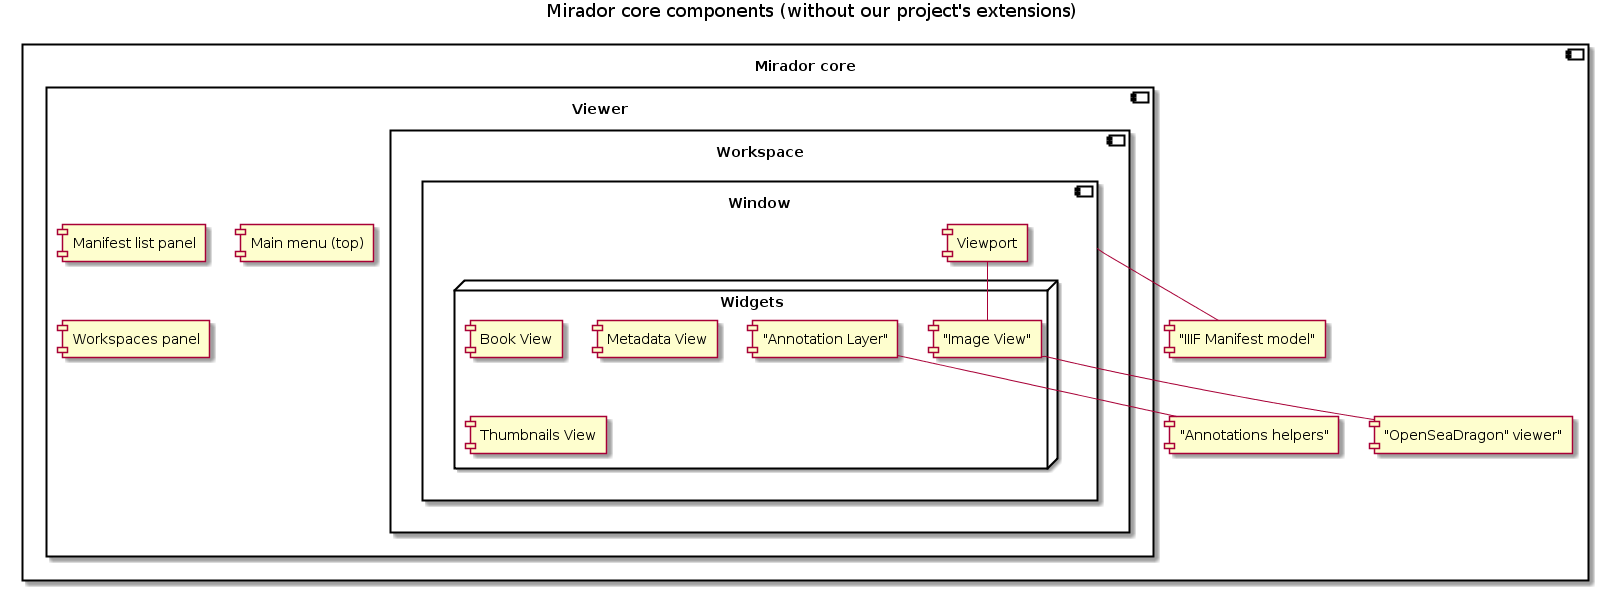 Mirador core components (without our project's extensions)
Mirador core
Viewer
Workspace
Window
Manifest list panel
Main menu (top)
Viewport
Widgets
Workspaces panel
Book View
Metadata View
"Annotation Layer"
"Image View"
"IIIF Manifest model"
Thumbnails View
"Annotations helpers"
"OpenSeaDragon" viewer"